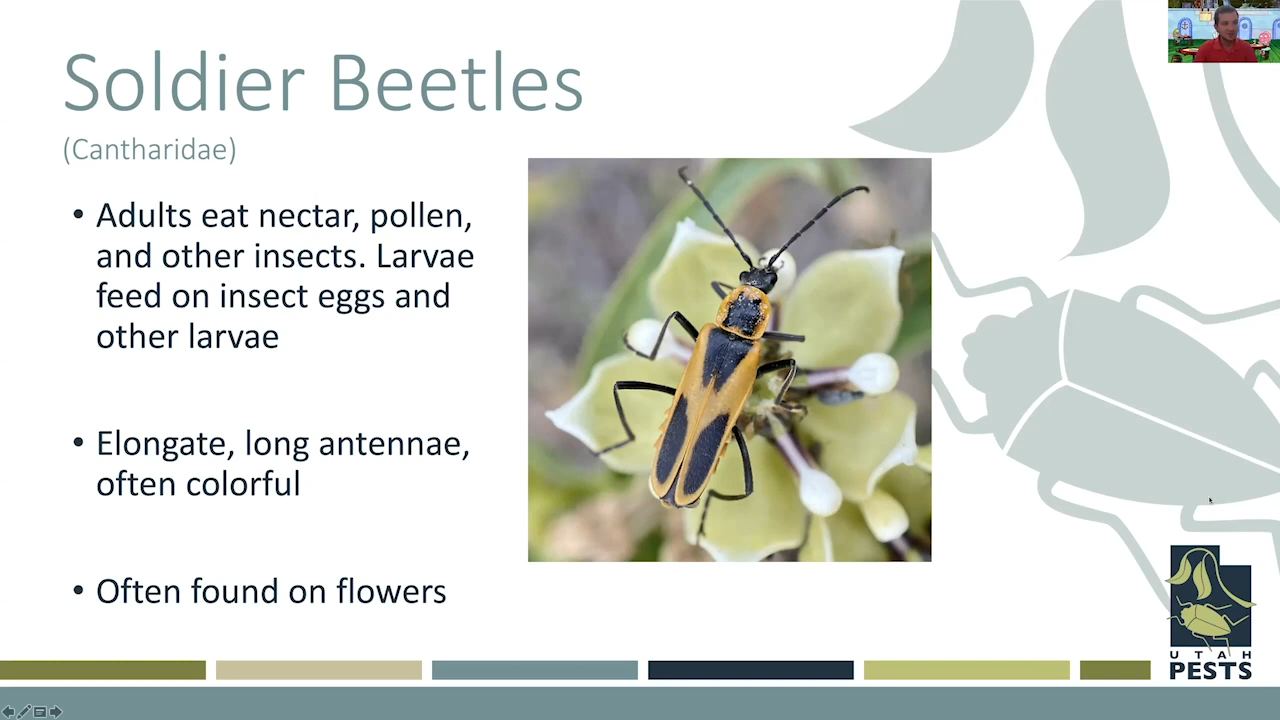 Soldier Beetles
(Cantharidae)
• Adults eat nectar, pollen,
and other insects. Larvae
feed on insect eggs and
other larvae
• Elongate, long antennae,
often colorful
• Often found on flowers
UTAH
PESTS